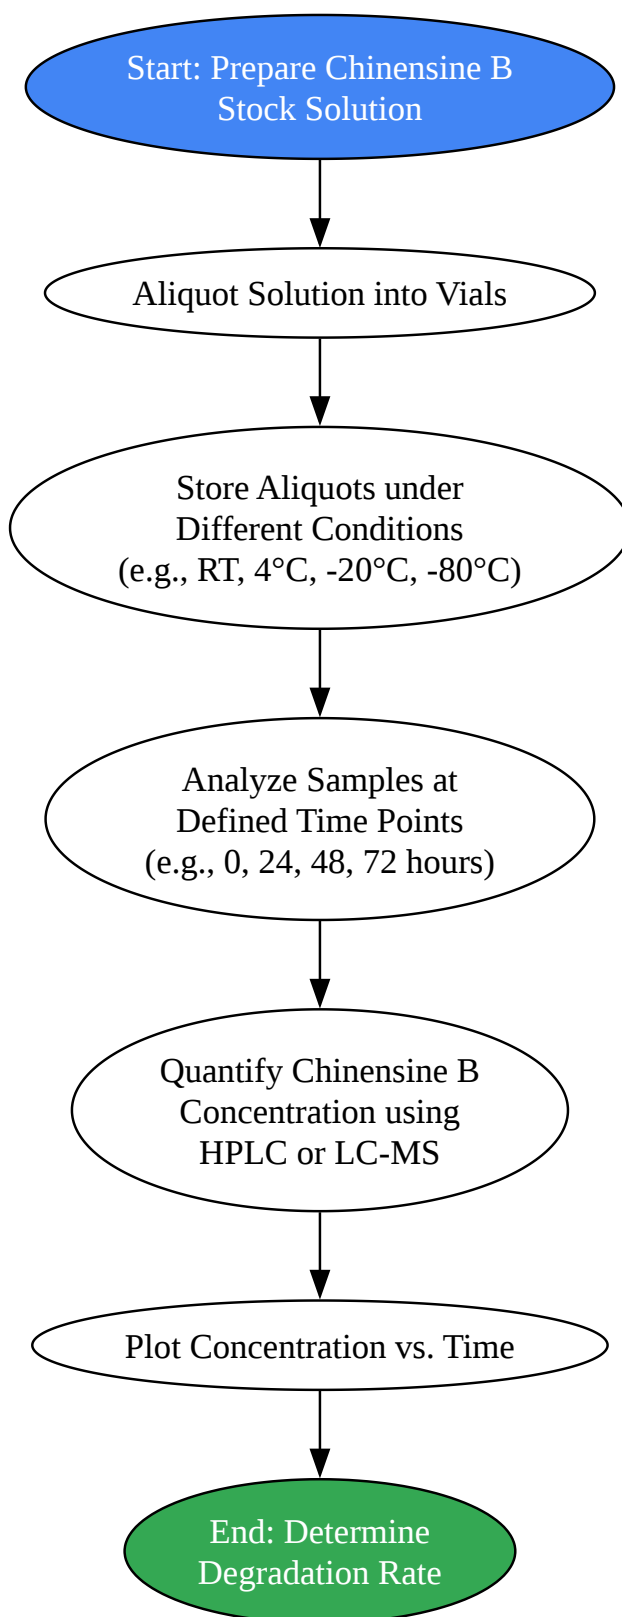 Start: Prepare Chinensine B
Stock Solution
Aliquot Solution into Vials
Store Aliquots under
Different Conditions
(e.g., RT, 4°C, -20°C, -80°C)
Analyze Samples at
Defined Time Points
(e.g., 0, 24, 48, 72 hours)
Quantify Chinensine B
Concentration using
HPLC or LC-MS
Plot Concentration vs. Time
End: Determine
Degradation Rate